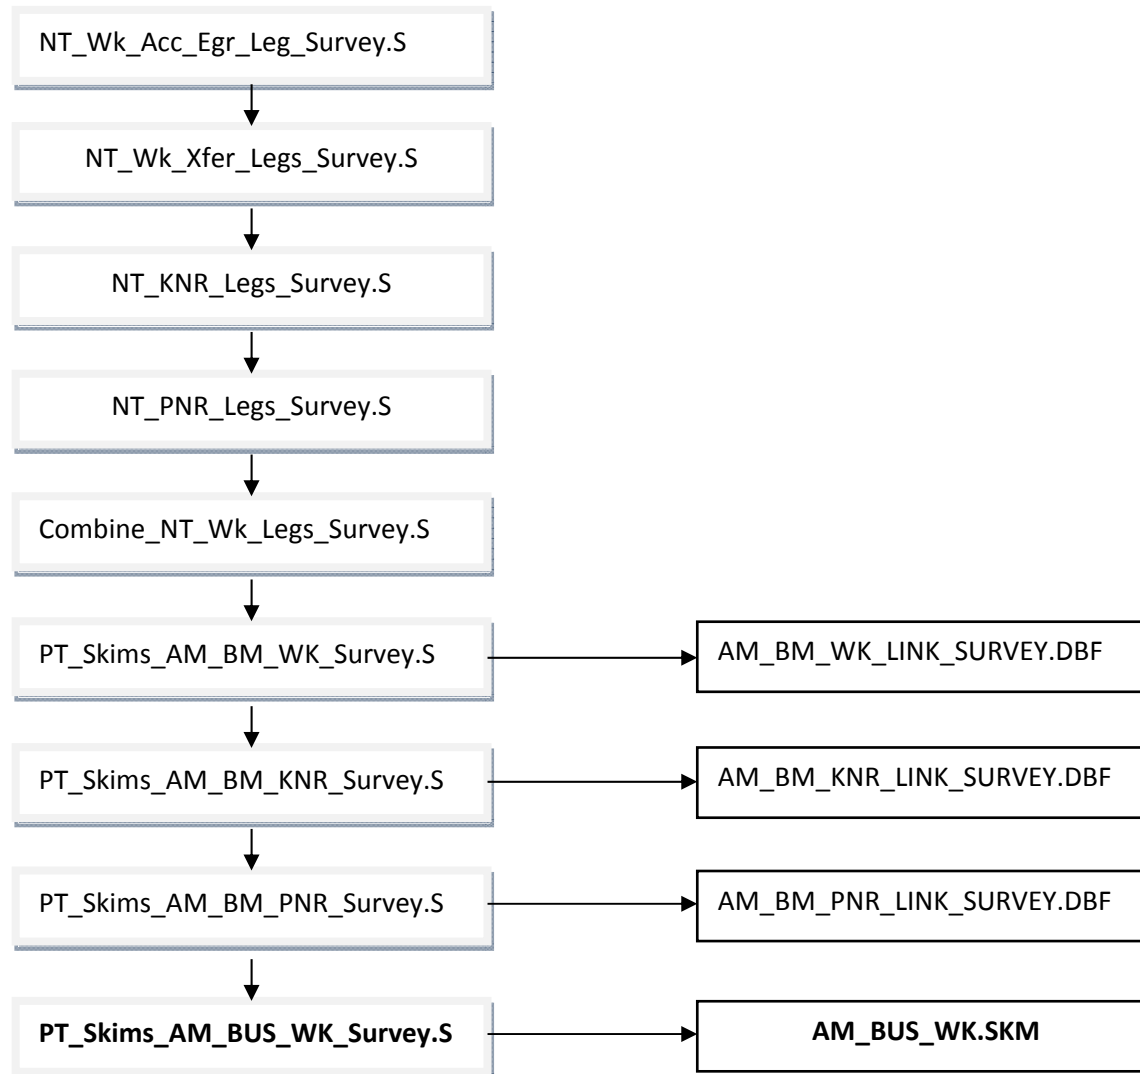 NT_Wk_Acc_Egr_Leg_Survey.S
NT_Wk_Xfer_Legs_Survey.S
NT_KNR_Legs_Survey.S
NT_PNR_Legs_Survey.S
Combine_NT_Wk_Legs_Survey.S
PT_Skims_AM_BM_WK_Survey.S
AM_BM_WK_LINK_SURVEY.DBF
PT_Skims_AM_BM_KNR_Survey.S
AM_BM_KNR_LINK_SURVEY.DBF
PT_Skims_AM_BM_PNR_Survey.S
AM_BM_PNR_LINK_SURVEY.DBF
PT_Skims_AM_BUS_WK_Survey.S
AM_BUS_WK.SKM